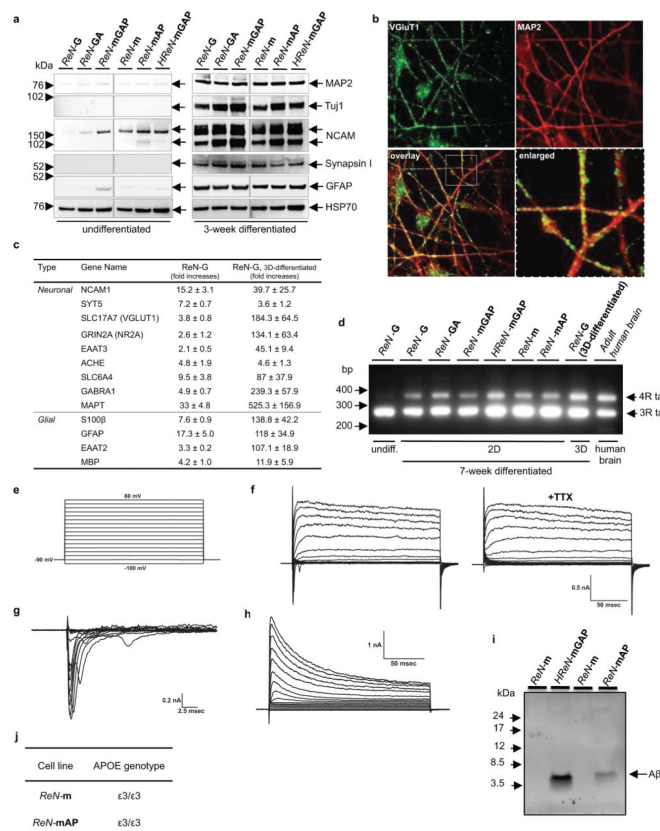 a
ReN-G
ReN-GA
ReN-mGAP
ReN-m
ReN-mAP
HReN-mGAP
ReN-G
ReN-GA
ReN-mGAP
ReN-m
ReN-mAP
HReN-mGAP
kDa
76
102
150
102
52
52
76
MAP2
Tuj1
NCAM
Synapsin I
GFAP
HSP70
undifferentiated
3-week differentiated
b
VGluT1
MAP2
overlay
enlarged
c
Type Gene Name ReN-G (fold increases) ReN-G, 3D-differentiated (fold increases)
Neuronal NCAM1 15.2 ± 3.1 39.7 ± 25.7
SYT5 7.2 ± 0.7 3.6 ± 1.2
SLC17A7 (VGLUT1) 3.8 ± 0.8 184.3 ± 64.5
GRIN2A (NR2A) 2.6 ± 1.2 134.1 ± 63.4
EAAT3 2.1 ± 0.5 45.1 ± 9.4
ACHE 4.8 ± 1.9 4.6 ± 1.3
SLC6A4 9.5 ± 3.8 87 ± 37.9
GABRA1 4.9 ± 0.7 239.3 ± 57.9
MAPT 33 ± 4.8 525.3 ± 156.9
Glial S100β 7.6 ± 0.9 138.8 ± 42.2
GFAP 17.3 ± 5.0 118 ± 34.9
EAAT2 3.3 ± 0.2 107.1 ± 18.9
MBP 4.2 ± 1.0 11.9 ± 5.9
d
ReN-G
ReN-G
ReN-GA
ReN-mGAP
HReN-mGAP
ReN-m
ReN-mAP
ReN-G
(3D-differentiated)
Adult
human brain
bp
400
300
200
4R ta
3R ta
undiff.
2D
3D
human
brain
7-week differentiated
e
60 mV
-90 mV
-100 mV
f
+TTX
0.5 nA
50 msec
g
0.2 nA
2.5 msec
h
1 nA
50 msec
i
ReN-m
HReN-mGAP
ReN-m
ReN-mAP
kDa
24
17
12
8.5
3.5
Aβ
j
Cell line APOE genotype
ReN-m ε3/ε3
ReN-mAP ε3/ε3